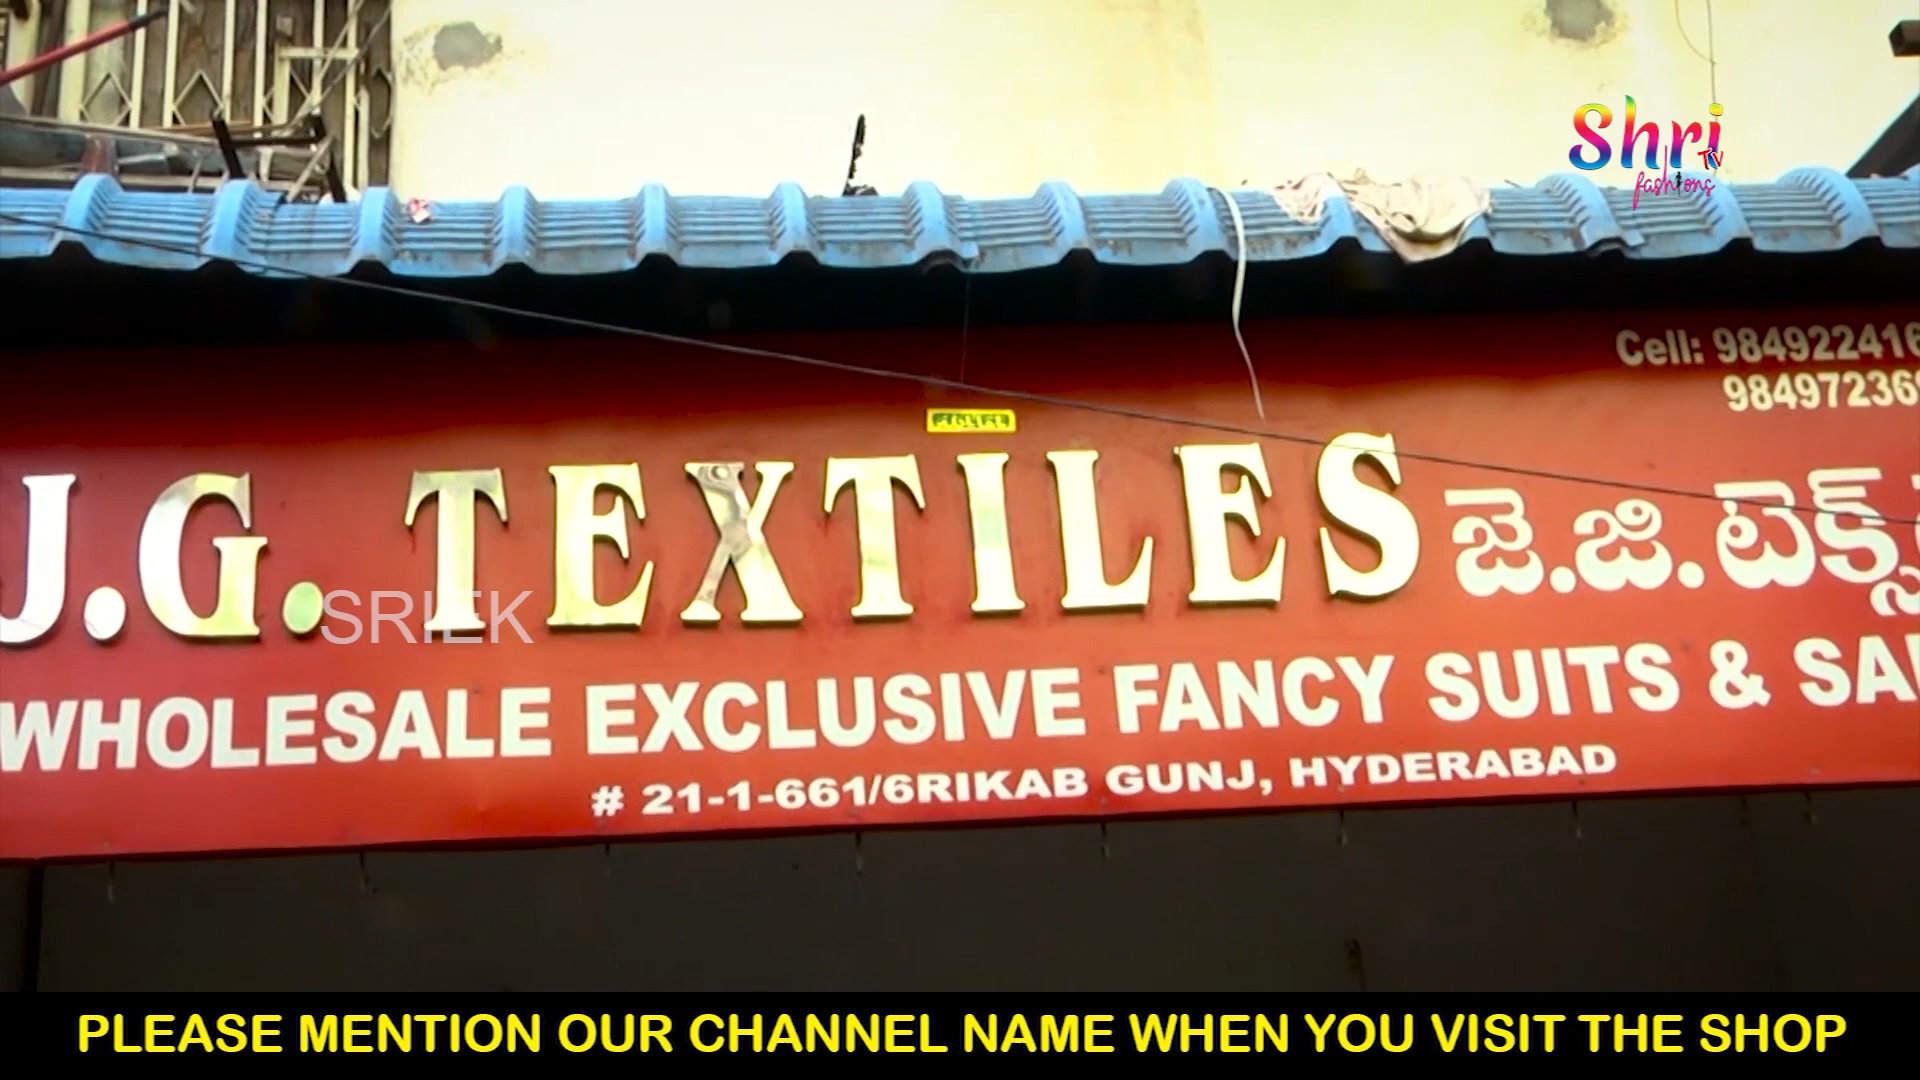 Shri
TV
fashions
Cell: 98492241
9849723
J.G. TEXTILES
జె.జి.టెక్స్
SRIEK
WHOLESALE EXCLUSIVE FANCY SUITS & SA
# 21-1-661/6RIKAB GUNJ, HYDERABAD
PLEASE MENTION OUR CHANNEL NAME WHEN YOU VISIT THE SHOP